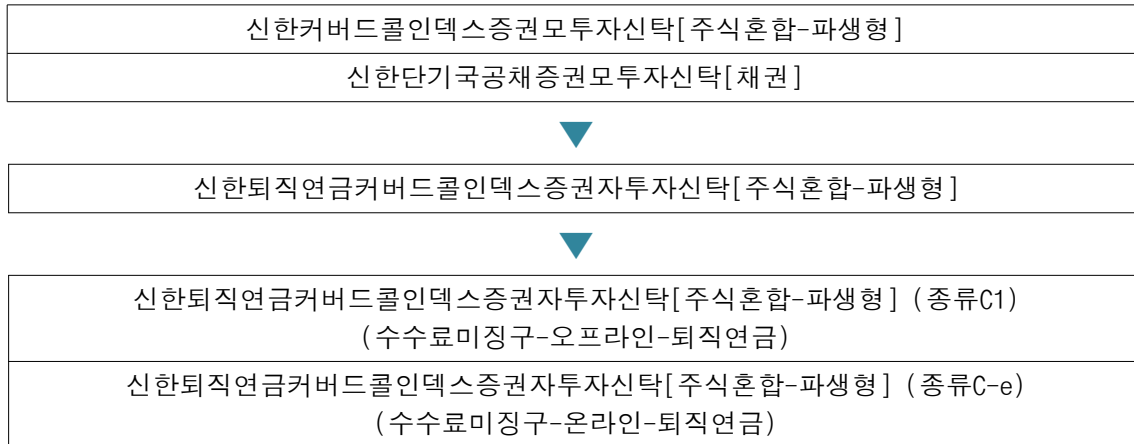 신한커버드콜인덱스증권모투자신탁[주식혼합-파생형]
신한단기국공채증권모투자신탁[채권]
신한퇴직연금커버드콜인덱스증권자투자신탁[주식혼합-파생형]
신한퇴직연금커버드콜인덱스증권자투자신탁[주식혼합-파생형] (종류C1)
(수수료미징구-오프라인-퇴직연금)
신한퇴직연금커버드콜인덱스증권자투자신탁[주식혼합-파생형] (종류C-e)
(수수료미징구-온라인-퇴직연금)